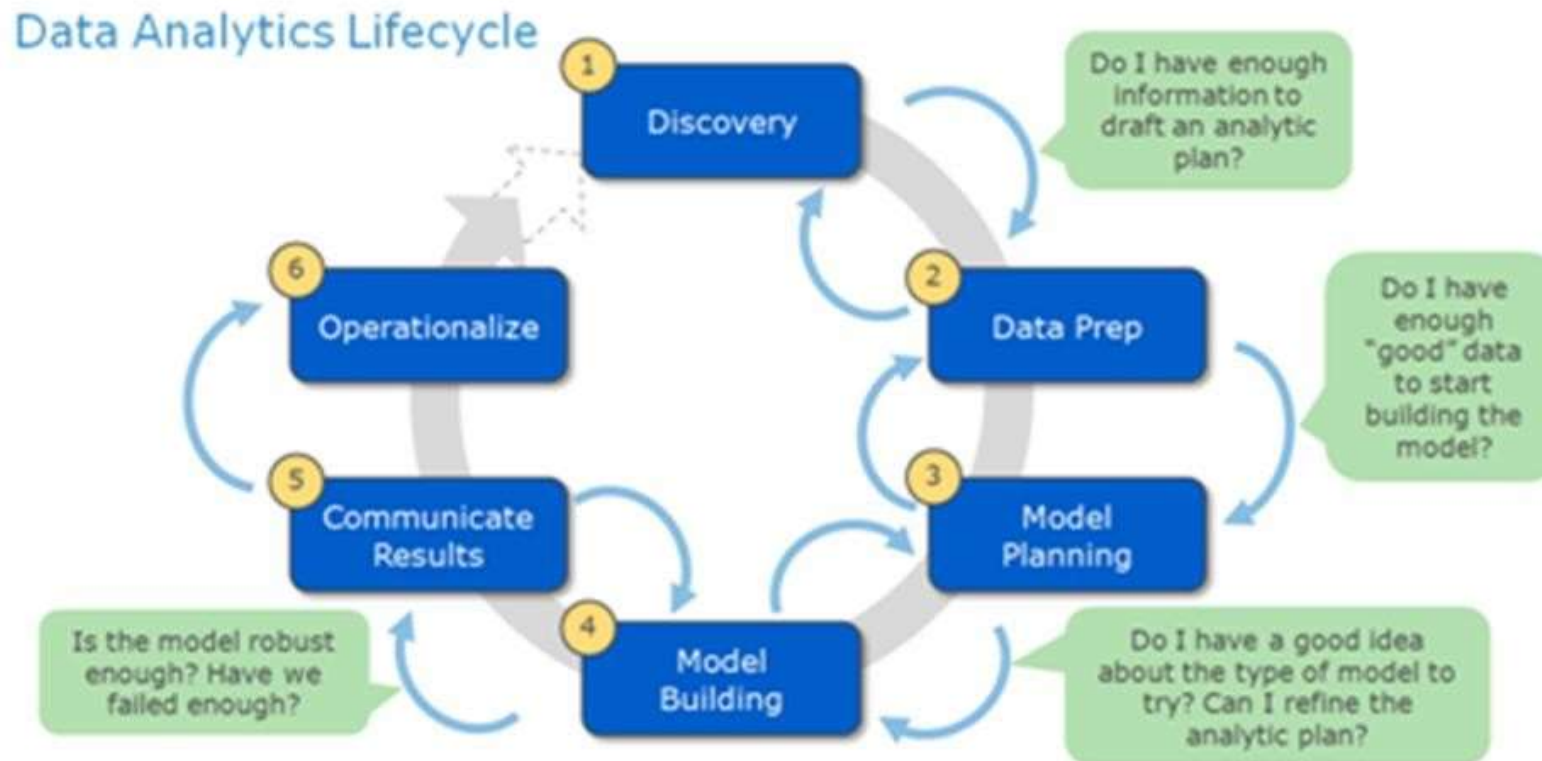 Data Analytics Lifecycle
1
Discovery
Do I have enough
information to
draft an analytic
plan?
2
Data Prep
Do I have
enough
"good" data
to start
building the
model?
3
Model
Planning
Do I have a good idea
about the type of model to
try? Can I refine the
analytic plan?
4
Model
Building
Is the model robust
enough? Have we
failed enough?
5
Communicate
Results
6
Operationalize